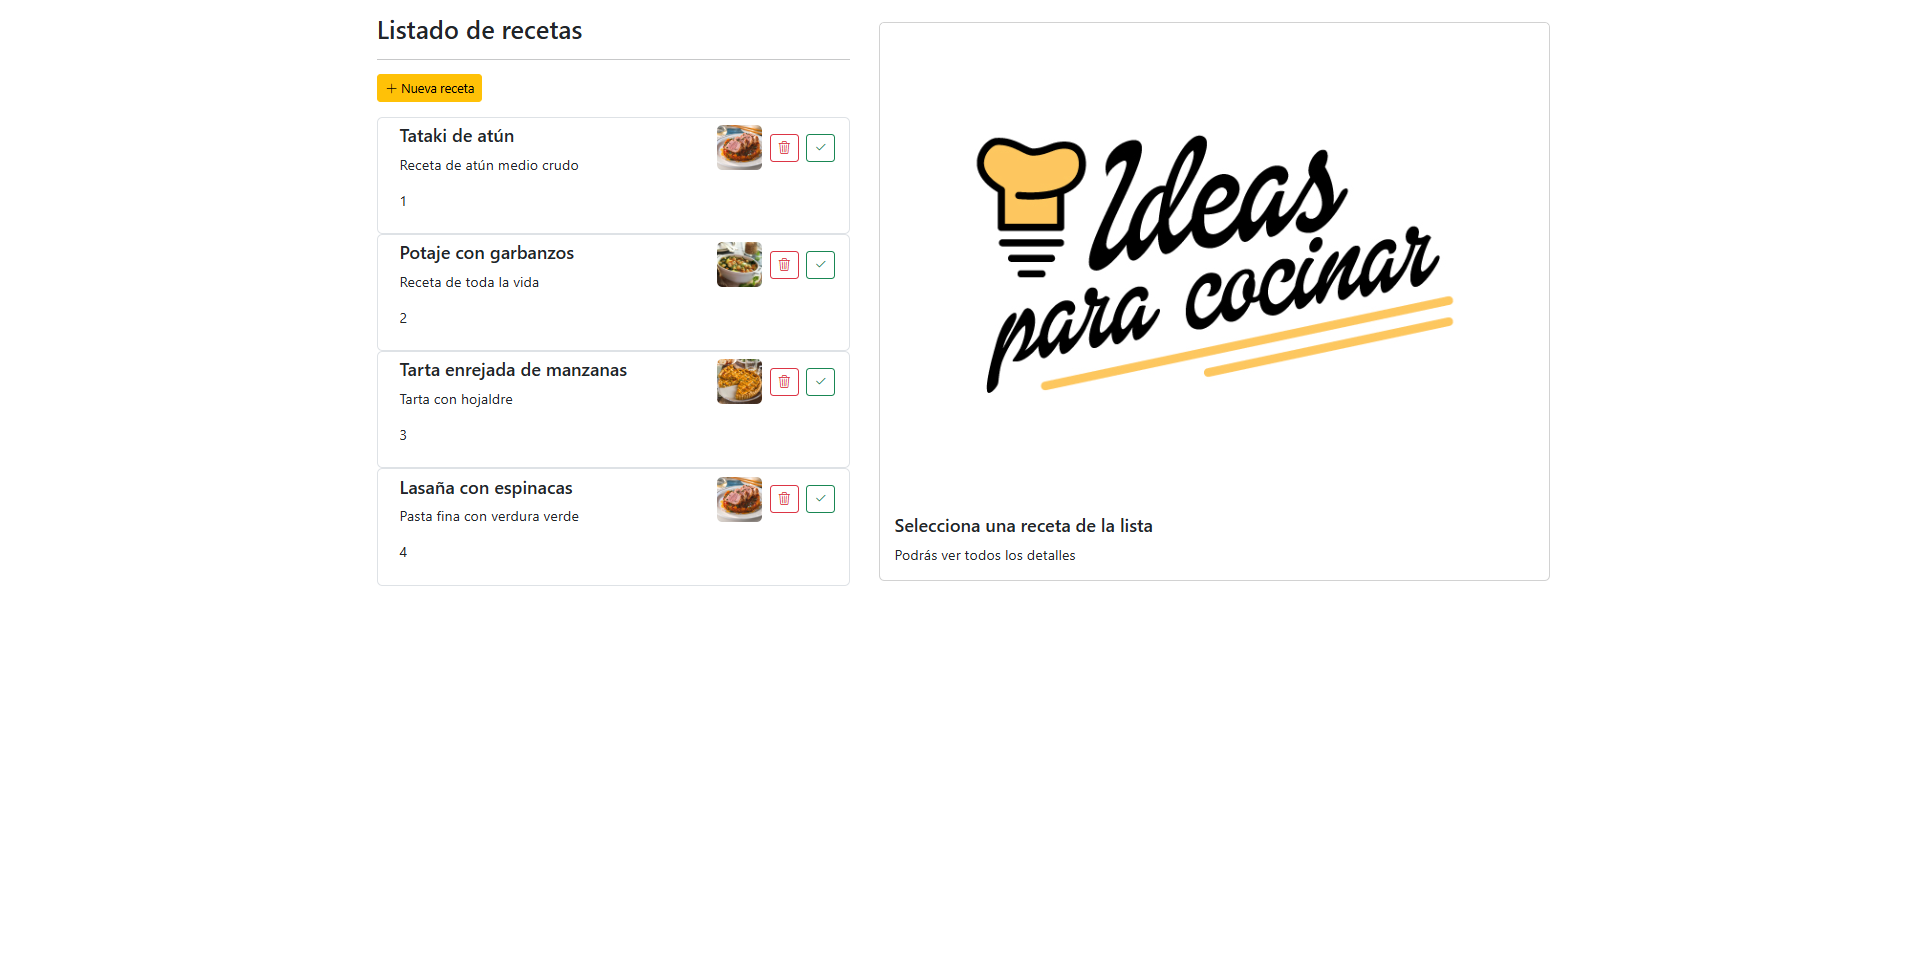 Listado de recetas
Nueva receta
Tataki de atún
Receta de atún medio crudo
1
Potaje con garbanzos
Receta de toda la vida
2
Tarta enrejada de manzanas
Tarta con hojaldre
3
Lasaña con espinacas
Pasta fina con verdura verde
4
Ideas
para cocinar
Selecciona una receta de la lista
Podrás ver todos los detalles